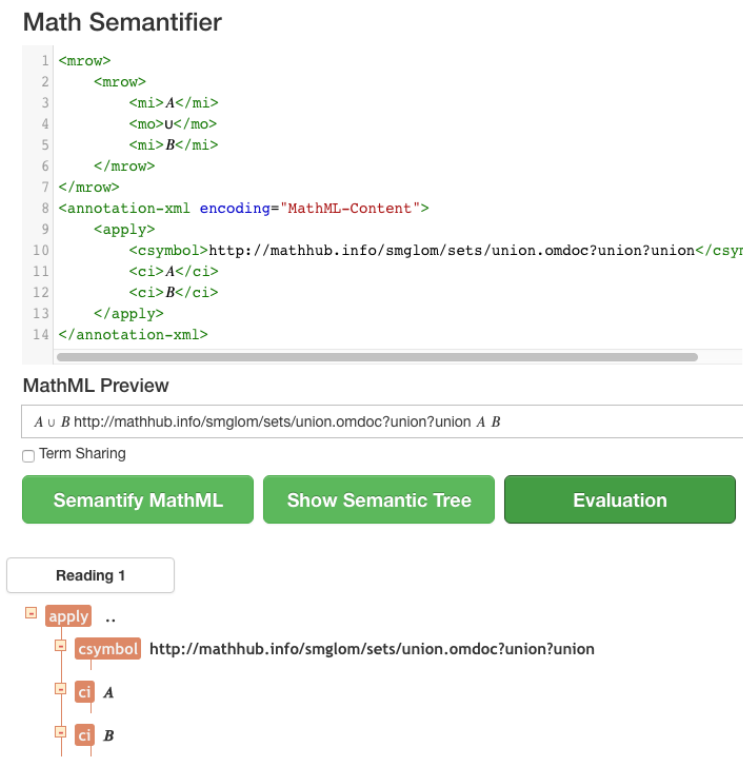 Math Semantifier
1 <mrow>
2     <mrow>
3         <mi>A</mi>
4         <mo>∪</mo>
5         <mi>B</mi>
6     </mrow>
7 </mrow>
8 <annotation-xml encoding="MathML-Content">
9     <apply>
10         <csymbol>http://mathhub.info/smglom/sets/union.omdoc?union?union</csym
11         <ci>A</ci>
12         <ci>B</ci>
13     </apply>
14 </annotation-xml>
MathML Preview
A ∪ B http://mathhub.info/smglom/sets/union.omdoc?union?union A B
Term Sharing
Semantify MathML Show Semantic Tree Evaluation
Reading 1
- apply ..
- csymbol http://mathhub.info/smglom/sets/union.omdoc?union?union
- ci A
- ci B